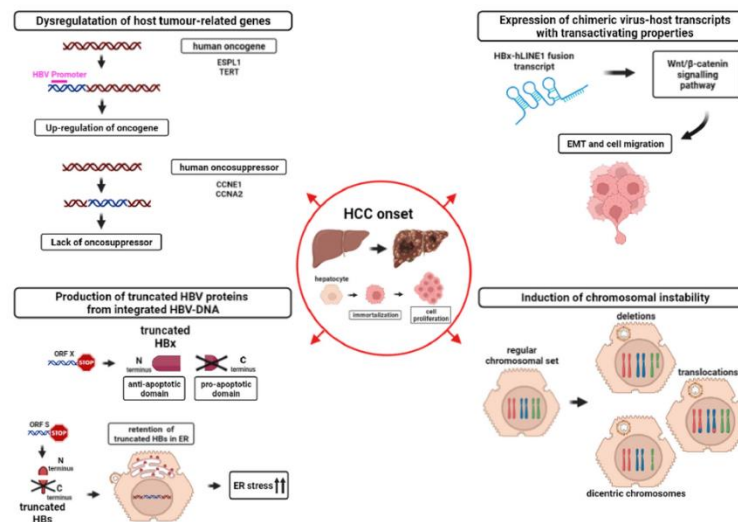 Dysregulation of host tumour-related genes
human oncogene
ESPL1
TERT
HBV Promoter
Up-regulation of oncogene
human oncosuppressor
CCNE1
CCNA2
Lack of oncosuppressor
Expression of chimeric virus-host transcripts
with transactivating properties
HBx-hLINE1 fusion
transcript
Wnt/β-catenin
signalling
pathway
EMT and cell migration
HCC onset
hepatocyte
immortalization
cell
proliferation
Production of truncated HBV proteins
from integrated HBV-DNA
truncated
HBx
ORF X
STOP
N
terminus
C
terminus
anti-apoptotic
domain
pro-apoptotic
domain
ORF S
STOP
N
terminus
C
terminus
truncated
HBs
retention of
truncated HBs in ER
ER stress
Induction of chromosomal instability
deletions
regular
chromosomal set
translocations
dicentric chromosomes